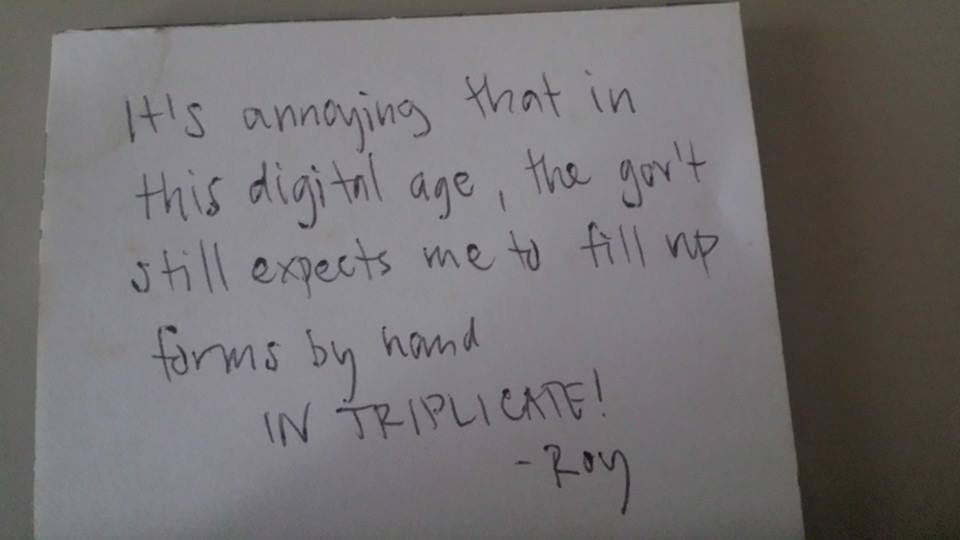 It's annoying that in
this digital age, the gov't
still expects me to fill up
forms by hand
IN TRIPLICATE!
-Roy